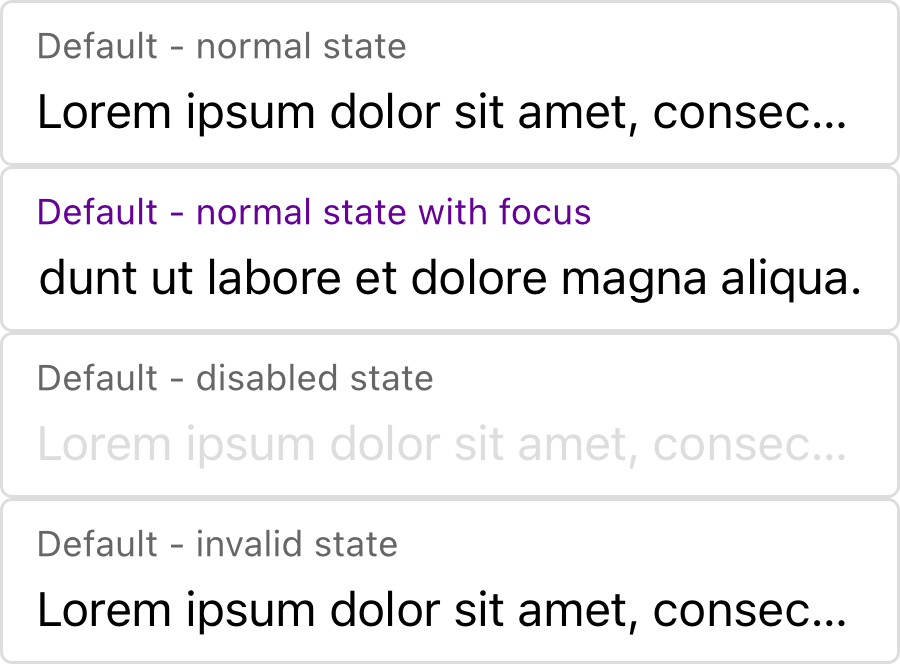 Default - normal state
Lorem ipsum dolor sit amet, consec...
Default - normal state with focus
dunt ut labore et dolore magna aliqua.
Default - disabled state
Lorem ipsum dolor sit amet, consec...
Default - invalid state
Lorem ipsum dolor sit amet, consec...